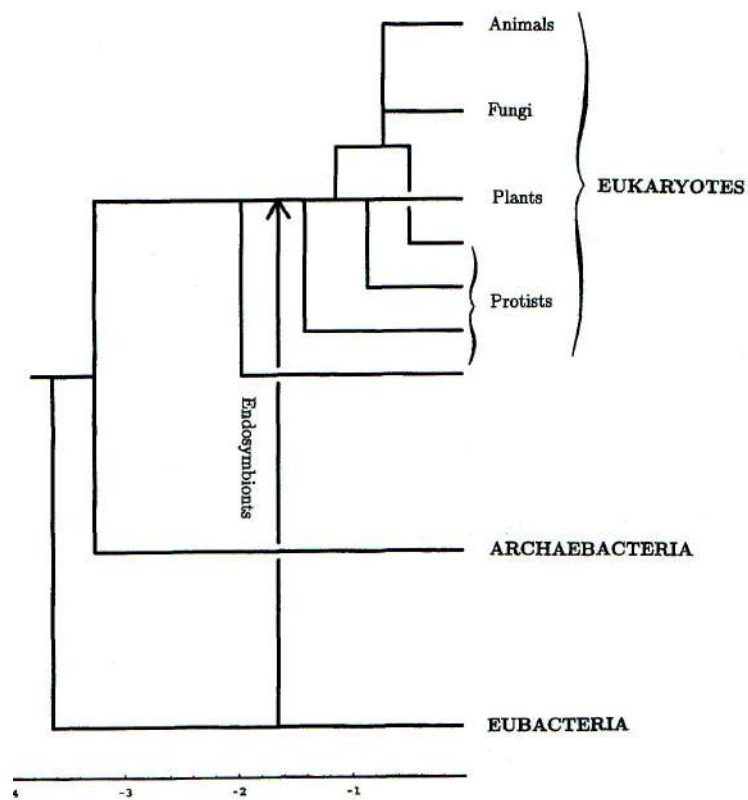 Animals
Fungi
EUKARYOTES
Plants
Protists
Endosymbionts
ARCHAEBACTERIA
EUBACTERIA
4 -3 -2 -1